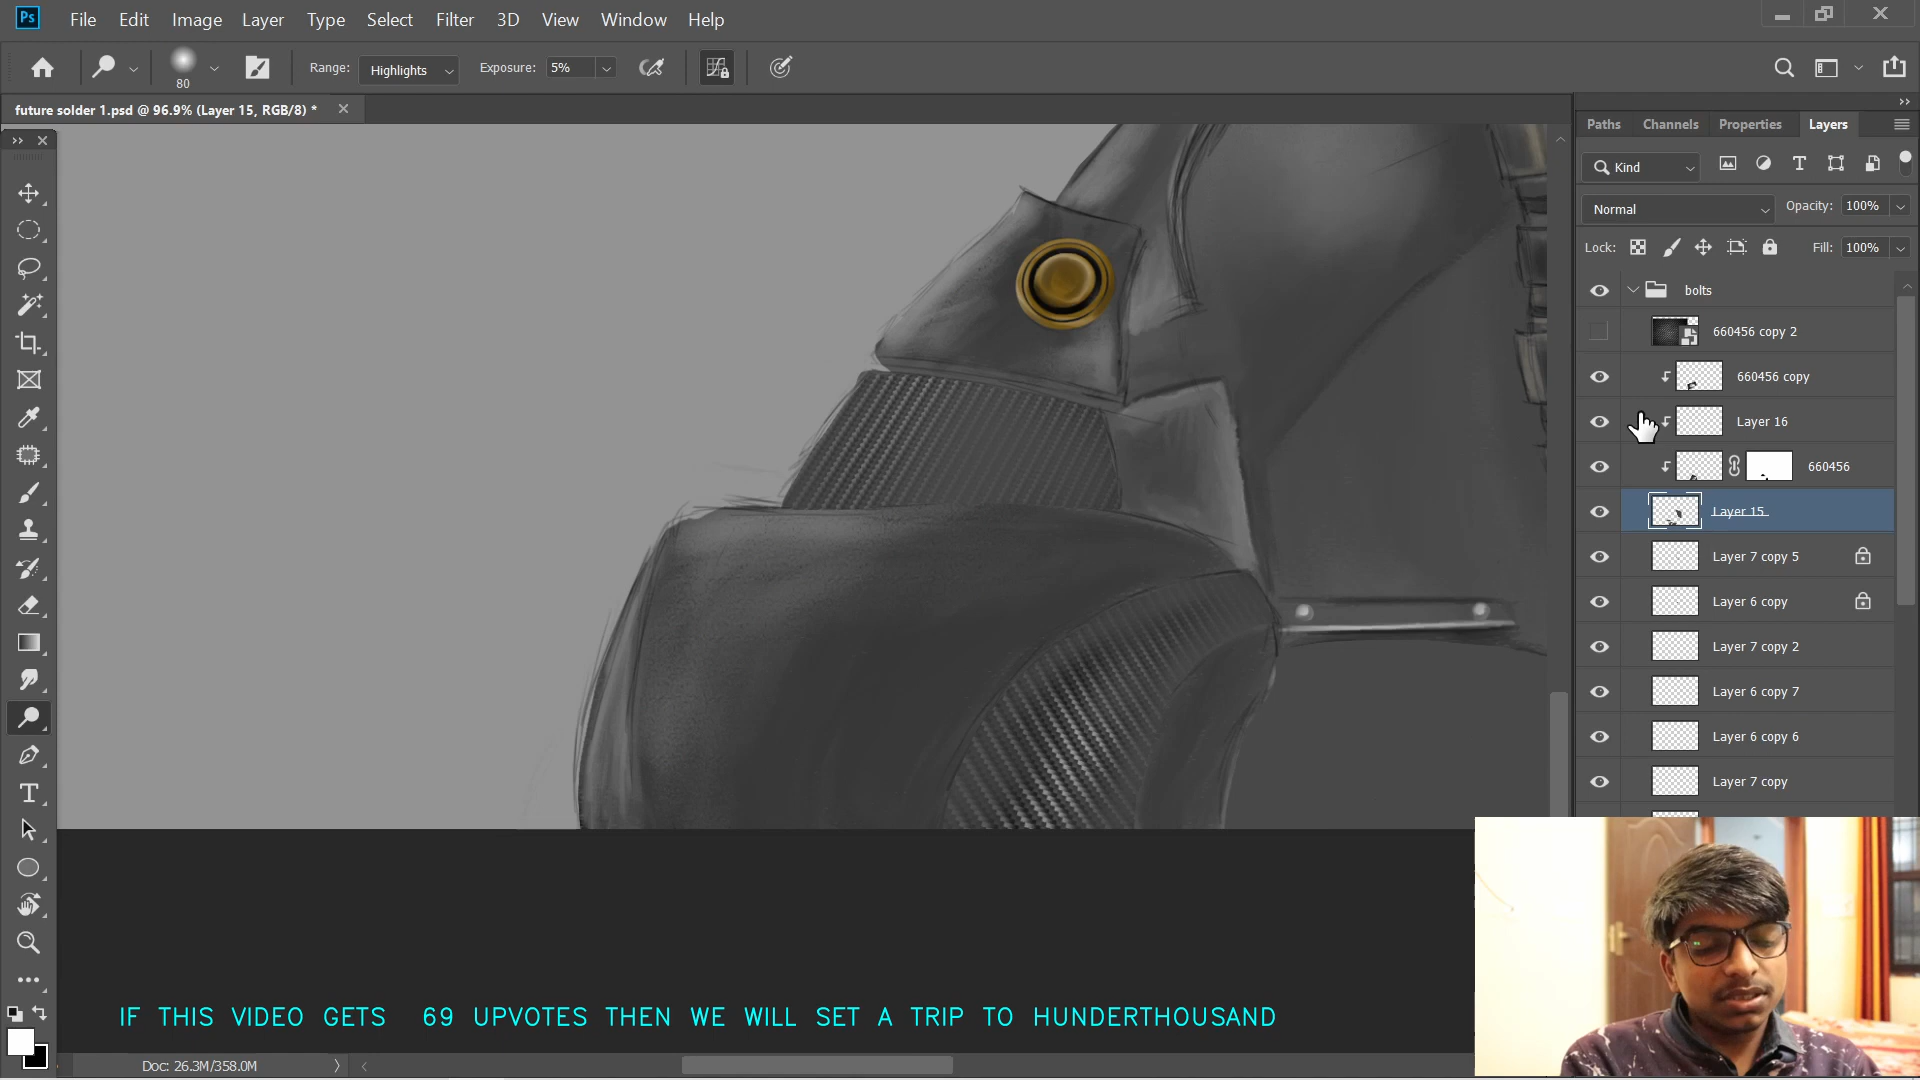 Ps File Edit Image Layer Type Select Filter 3D View Window Help
80 Range: Highlights Exposure: 5%
future solder 1.psd @ 96.9% (Layer 15, RGB/8) *
Paths Channels Properties Layers
Kind
Normal Opacity: 100%
Lock: Fill: 100%
bolts
660456 copy 2
660456 copy
Layer 16
660456
Layer 15
Layer 7 copy 5
Layer 6 copy
Layer 7 copy 2
Layer 6 copy 7
Layer 6 copy 6
Layer 7 copy
IF THIS VIDEO GETS 69 UPVOTES THEN WE WILL SET A TRIP TO HUNDERTHOUSAND
Doc: 26.3M/358.0M